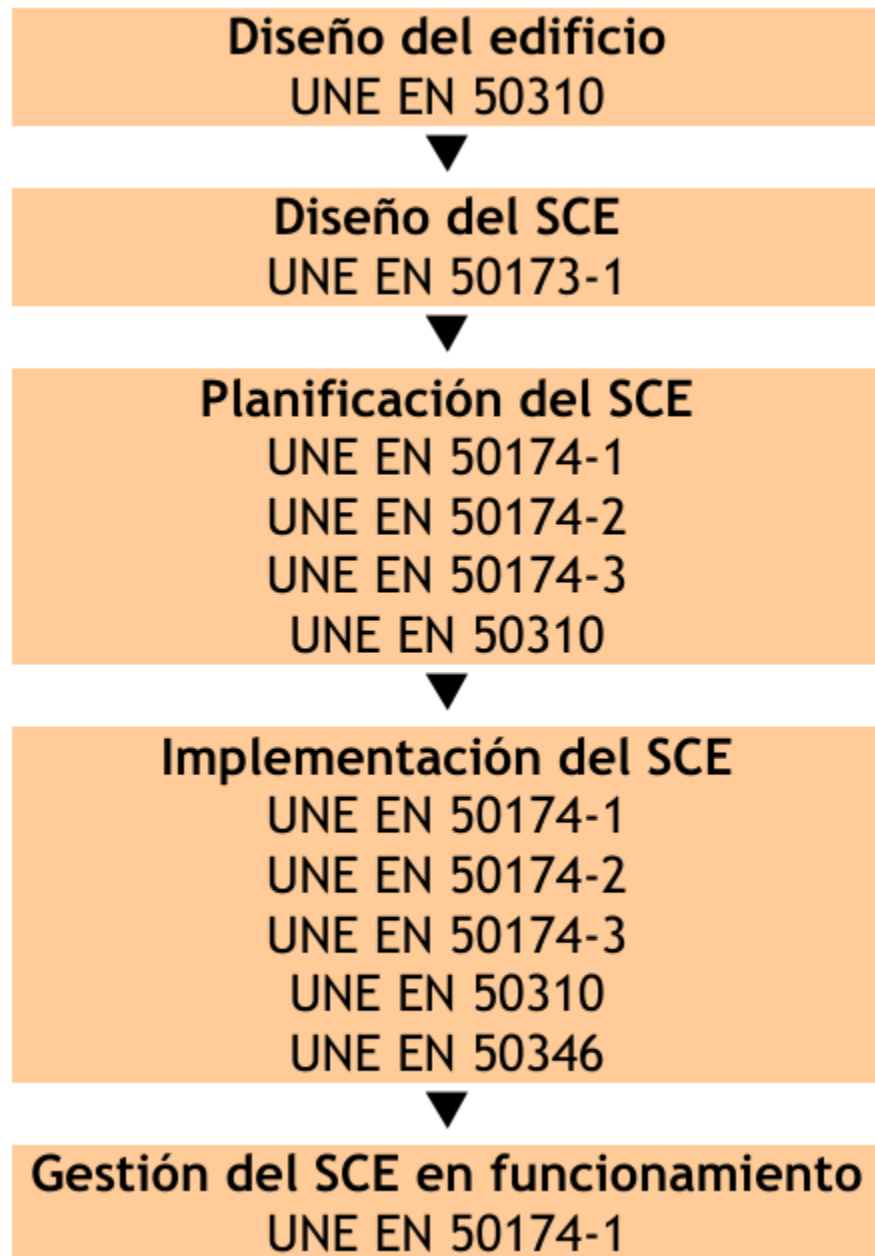 Diseño del edificio
UNE EN 50310
Diseño del SCE
UNE EN 50173-1
Planificación del SCE
UNE EN 50174-1
UNE EN 50174-2
UNE EN 50174-3
UNE EN 50310
Implementación del SCE
UNE EN 50174-1
UNE EN 50174-2
UNE EN 50174-3
UNE EN 50310
UNE EN 50346
Gestión del SCE en funcionamiento
UNE EN 50174-1